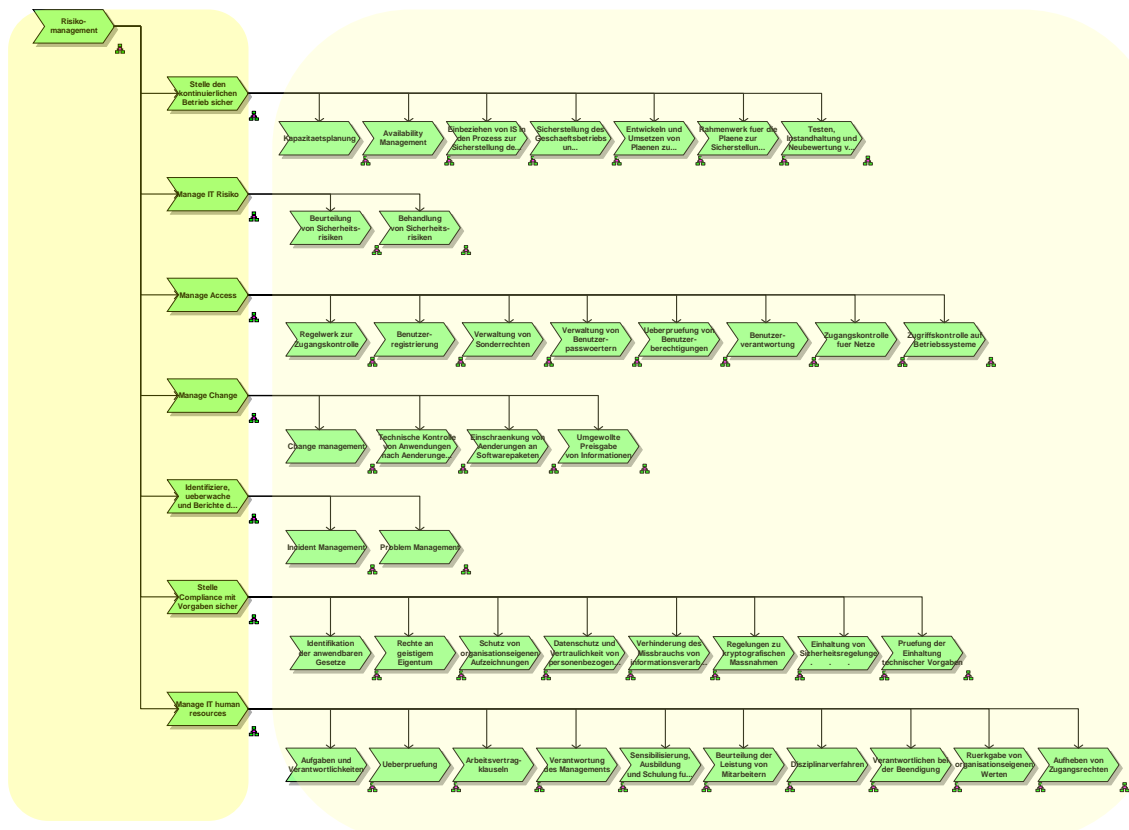 Risiko-
management
Stelle den
kontinuierlichen
Betrieb sicher
Kapazitaetsplanung
Availability
Management
Einbeziehen von IS in
den Prozess zur
Sicherstellung de...
Sicherstellung des
Geschaeftsbetriebs
un...
Entwickeln und
Umsetzen von
Plaenen zu...
Rahmenwerk fuer die
Plaene zur
Sicherstellun...
Testen,
Instandhaltung und
Neubewertung v...
Manage IT Risiko
Beurteilung
von Sicherheits-
risiken
Behandlung
von Sicherheits-
risiken
Manage Access
Regelwerk zur
Zugangskontrolle
Benutzer-
registrierung
Verwaltung von
Sonderrechten
Verwaltung von
Benutzer-
passwoertern
Ueberpruefung von
Benutzer-
berechtigungen
Benutzer-
verantwortung
Zugangskontrolle
fuer Netze
Zugriffskontrolle auf
Betriebssysteme
Manage Change
Change management
Technische Kontrolle
von Anwendungen
nach Aenderunge...
Einschraenkung von
Aenderungen an
Softwarepaketen
Umgewollte
Preisgabe
von Informationen
Identifiziere,
ueberwache
und Berichte d...
Incident Management
Problem Management
Stelle
Compliance mit
Vorgaben sicher
Identifikation
der anwendbaren
Gesetze
Rechte an
geistigem
Eigentum
Schutz von
organisationseigenen
Aufzeichnungen
Datenschutz und
Vertraulichkeit von
personenbezogen...
Verhinderung des
Missbrauchs von
informationsverarb...
Regelungen zu
kryptografischen
Massnahmen
Einhaltung von
Sicherheitsregelunge
. . .
Pruefung der
Einhaltung
technischer Vorgaben
Manage IT human
resources
Aufgaben und
Verantwortlichkeiten
Ueberpruefung
Arbeitsvertrag-
klauseln
Verantwortung
des Managements
Sensibilisierung,
Ausbildung
und Schulung fu...
Beurteilung der
Leistung von
Mitarbeitern
Disziplinarverfahren
Verantwortlichen bei
der Beendigung
Ruerkgabe von
organisationseigenen
Werten
Aufheben von
Zugangsrechten